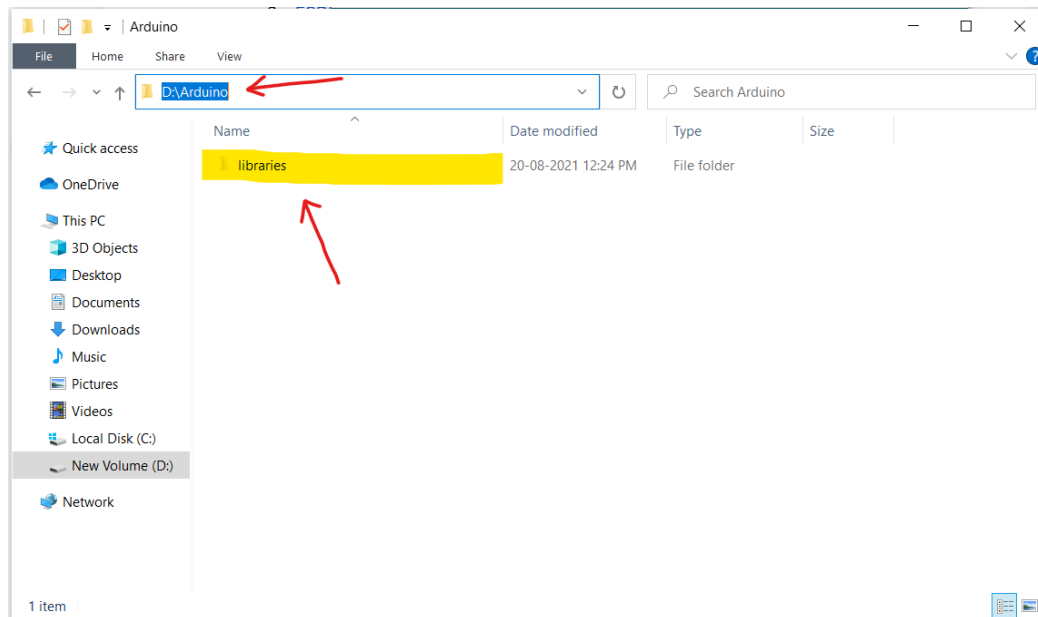 Arduino
File Home Share View
D:\Arduino Search Arduino
Name Date modified Type Size
libraries 20-08-2021 12:24 PM File folder
Quick access
OneDrive
This PC
3D Objects
Desktop
Documents
Downloads
Music
Pictures
Videos
Local Disk (C:)
New Volume (D:)
Network
1 item